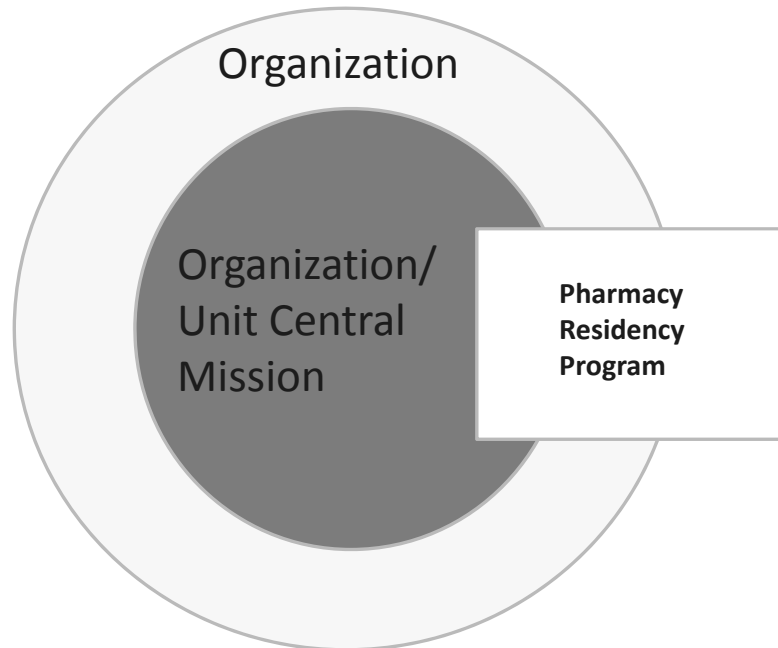 Organization
Organization/
Unit Central
Mission
Pharmacy
Residency
Program